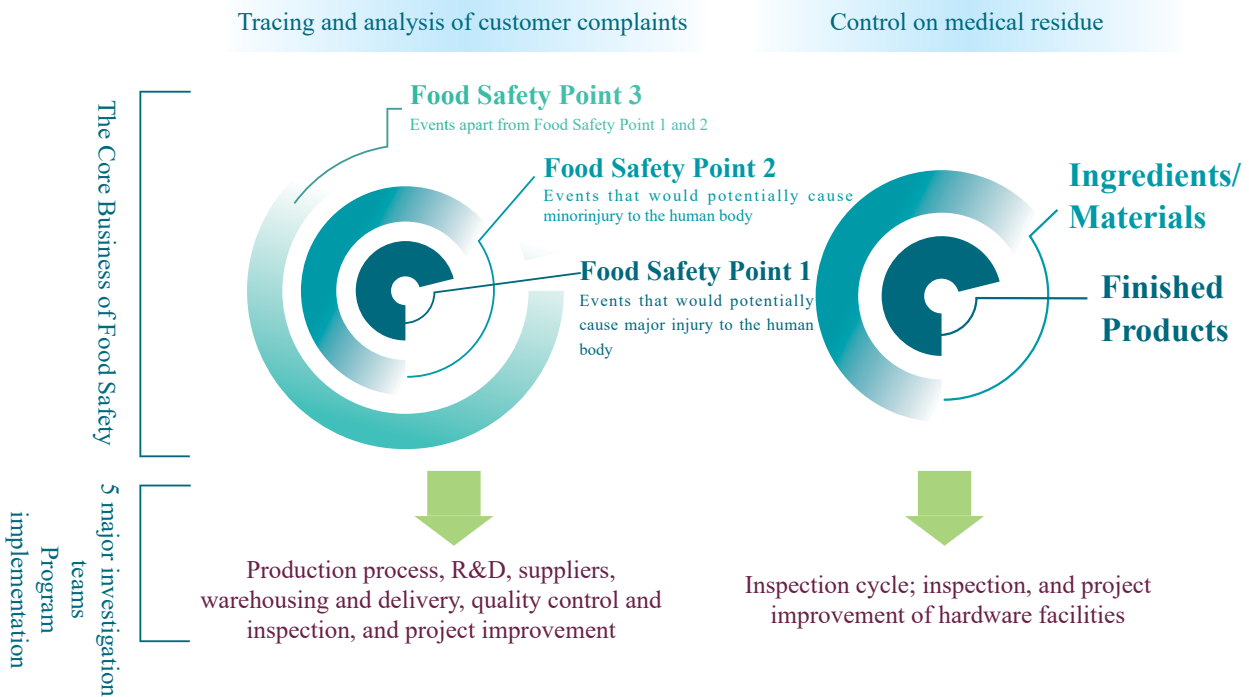 Tracing and analysis of customer complaints
Control on medical residue
The Core Business of Food Safety
Food Safety Point 3
Events apart from Food Safety Point 1 and 2
Food Safety Point 2
Events that would potentially cause
minorinjury to the human body
Food Safety Point 1
Events that would potentially
cause major injury to the human
body
Ingredients/
Materials
Finished
Products
5 major investigation
teams
Program
implementation
Production process, R&D, suppliers,
warehousing and delivery, quality control and
inspection, and project improvement
Inspection cycle; inspection, and project
improvement of hardware facilities